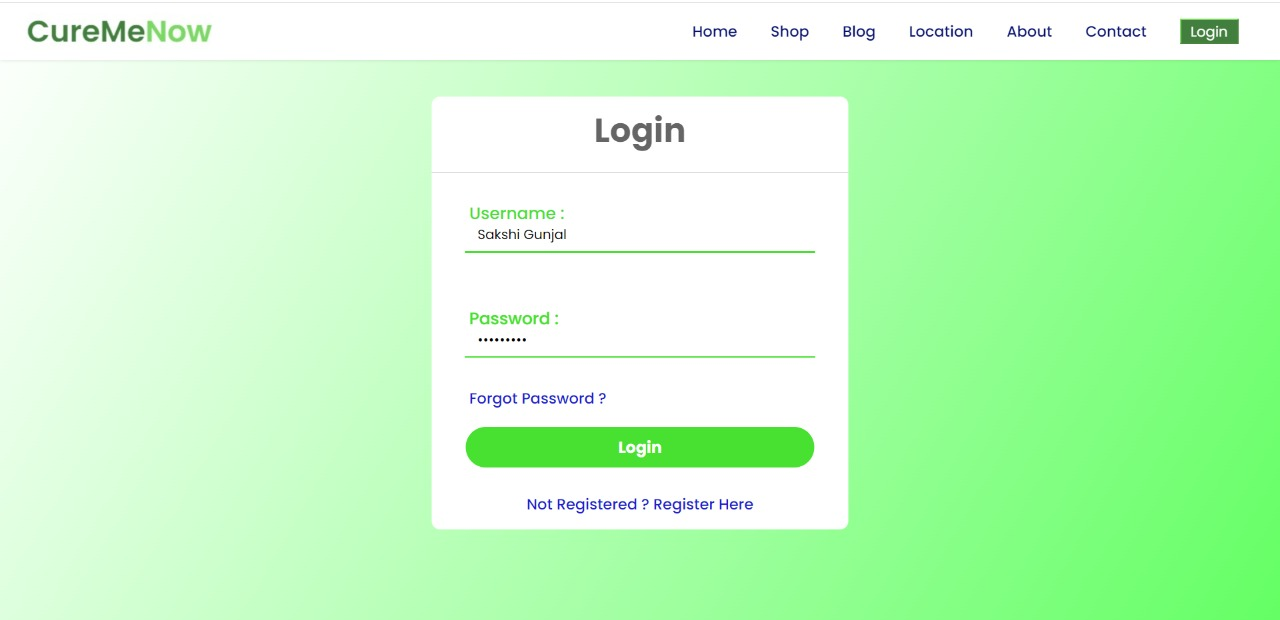 CureMeNow Home Shop Blog Location About Contact Login
Login
Username :
Sakshi Gunjal
Password :
•••••••••
Forgot Password ?
Login
Not Registered ? Register Here